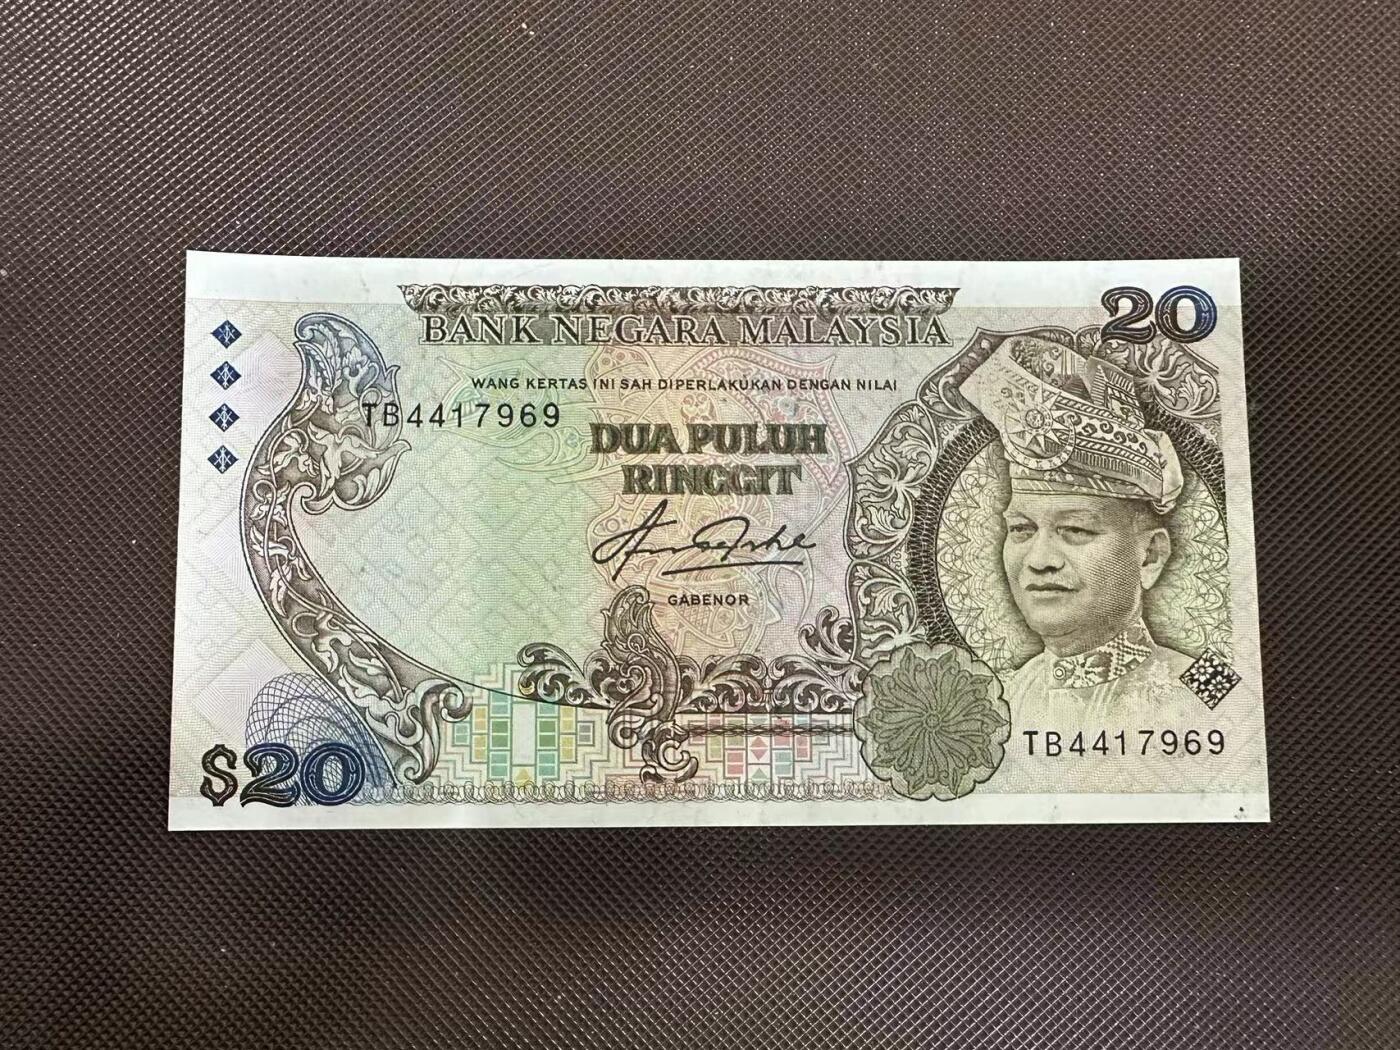 20
BANK NEGARA MALAYSIA
WANG KERTAS INI SAH DIPERLAKUKAN DENGAN NILAI
TB4417969
DUA PULUH
RINGGIT
GABENOR
TB4417969
$20